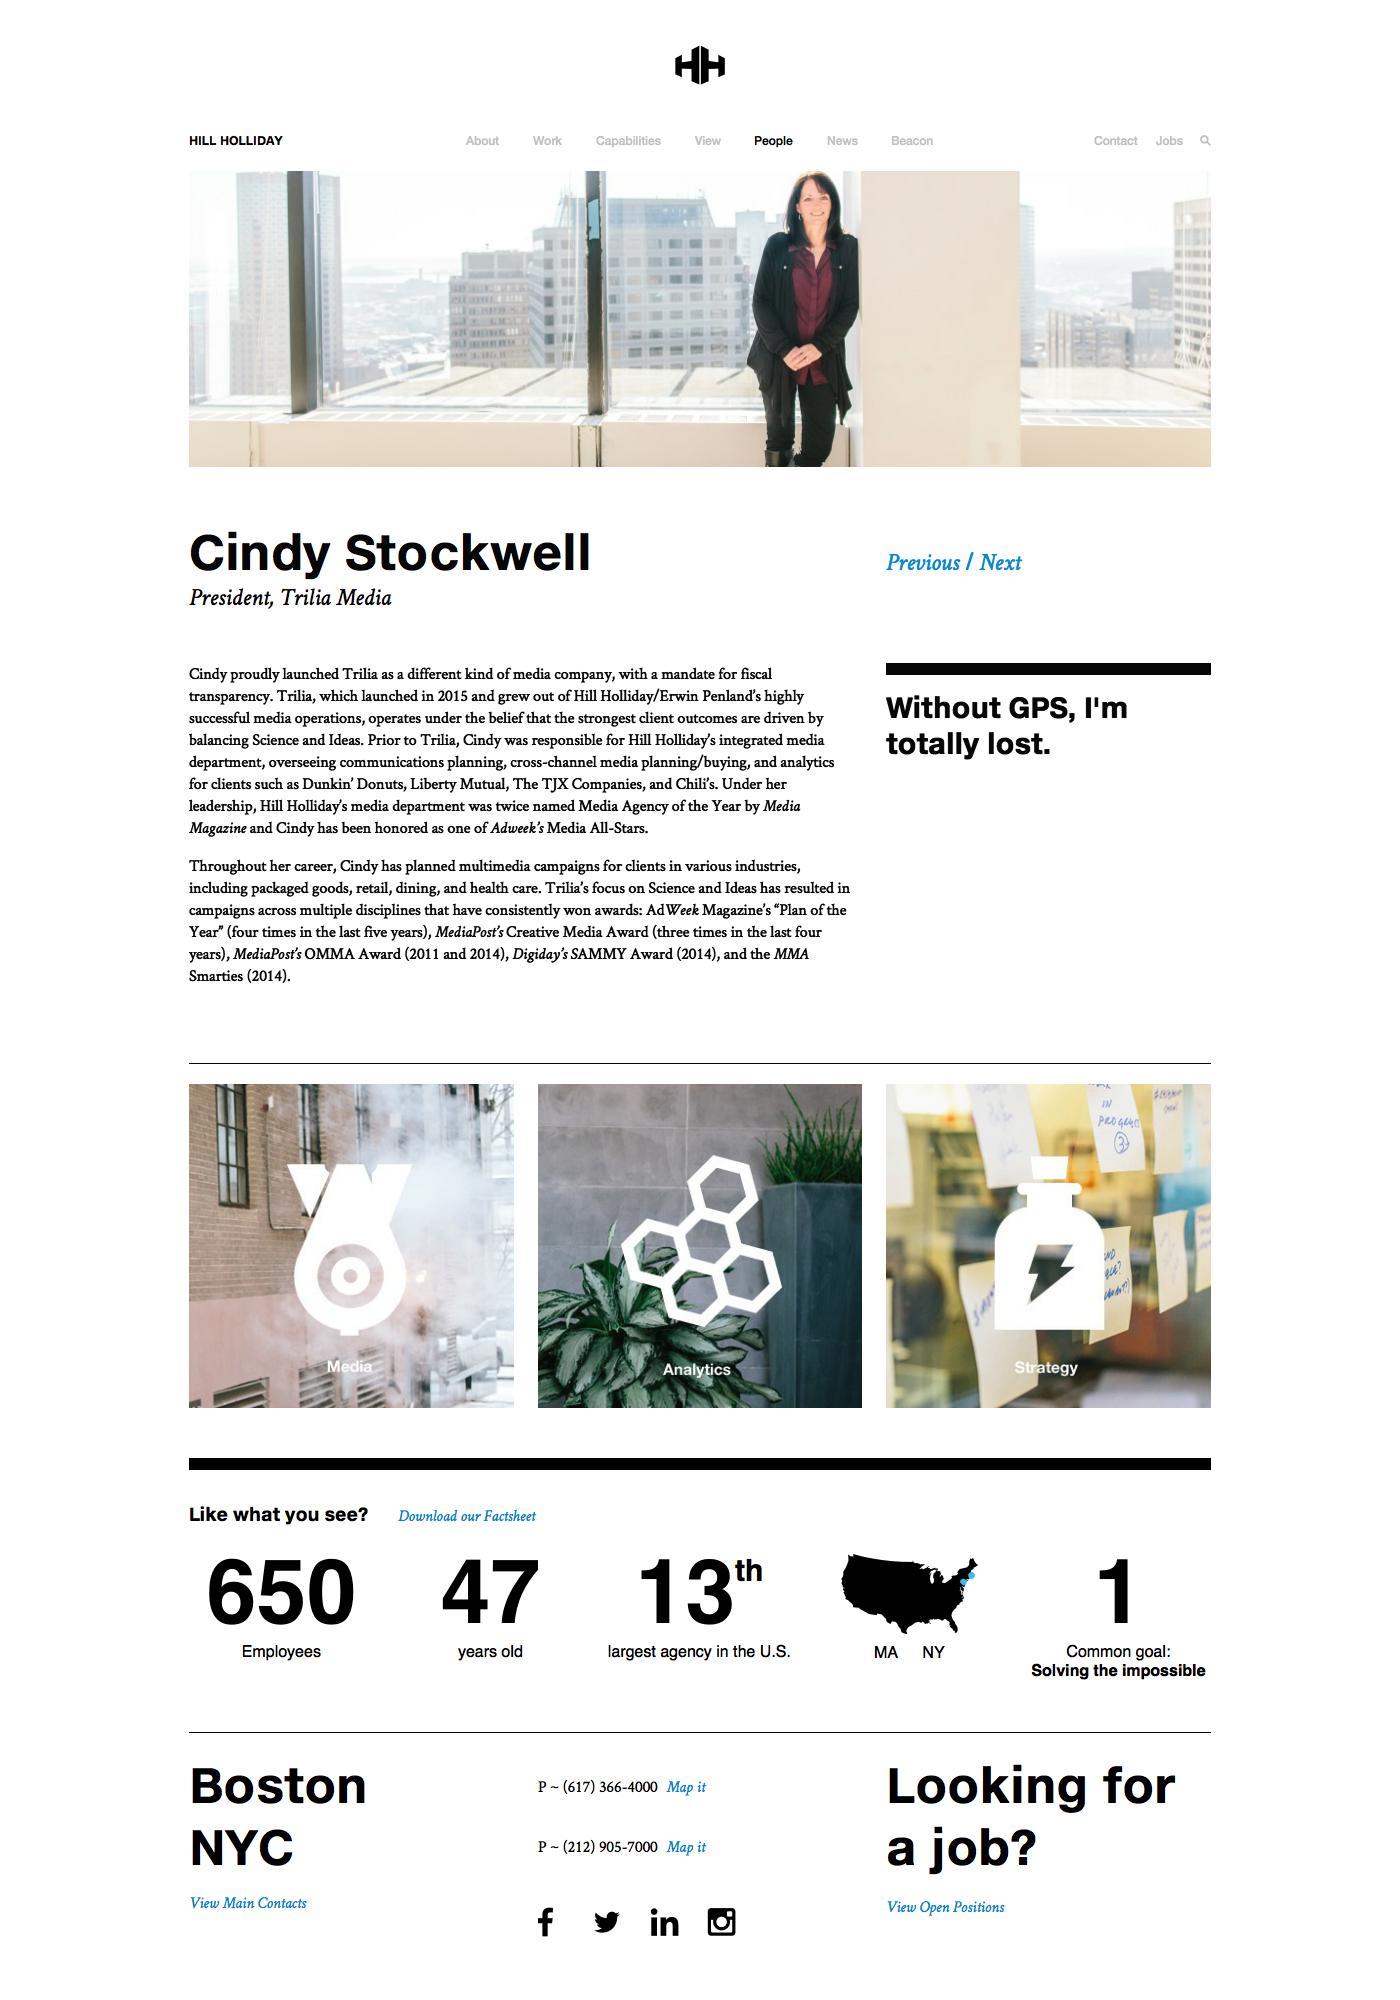 HH
HILL HOLLIDAY About Work Capabilities View People News Beacon Contact Jobs
Cindy Stockwell
Previous / Next
President, Trilia Media
Cindy proudly launched Trilia as a different kind of media company, with a mandate for fiscal
transparency. Trilia, which launched in 2015 and grew out of Hill Holliday/Erwin Penland’s highly
successful media operations, operates under the belief that the strongest client outcomes are driven by
balancing Science and Ideas. Prior to Trilia, Cindy was responsible for Hill Holliday’s integrated media
department, overseeing communications planning, cross-channel media planning/buying, and analytics
for clients such as Dunkin’ Donuts, Liberty Mutual, The TJX Companies, and Chili’s. Under her
leadership, Hill Holliday’s media department was twice named Media Agency of the Year by Media
Magazine and Cindy has been honored as one of Adweek’s Media All-Stars.
Throughout her career, Cindy has planned multimedia campaigns for clients in various industries,
including packaged goods, retail, dining, and health care. Trilia’s focus on Science and Ideas has resulted in
campaigns across multiple disciplines that have consistently won awards: AdWeek Magazine’s “Plan of the
Year” (four times in the last five years), MediaPost’s Creative Media Award (three times in the last four
years), MediaPost’s OMMA Award (2011 and 2014), Digiday’s SAMMY Award (2014), and the MMA
Smarties (2014).
Without GPS, I'm
totally lost.
Media
Analytics
IN
PROGRESS
3
Strategy
Like what you see? Download our Factsheet
650
Employees
47
years old
13th
largest agency in the U.S.
MA NY
1
Common goal:
Solving the impossible
Boston
NYC
View Main Contacts
P ~ (617) 366-4000 Map it
P ~ (212) 905-7000 Map it
Looking for
a job?
View Open Positions